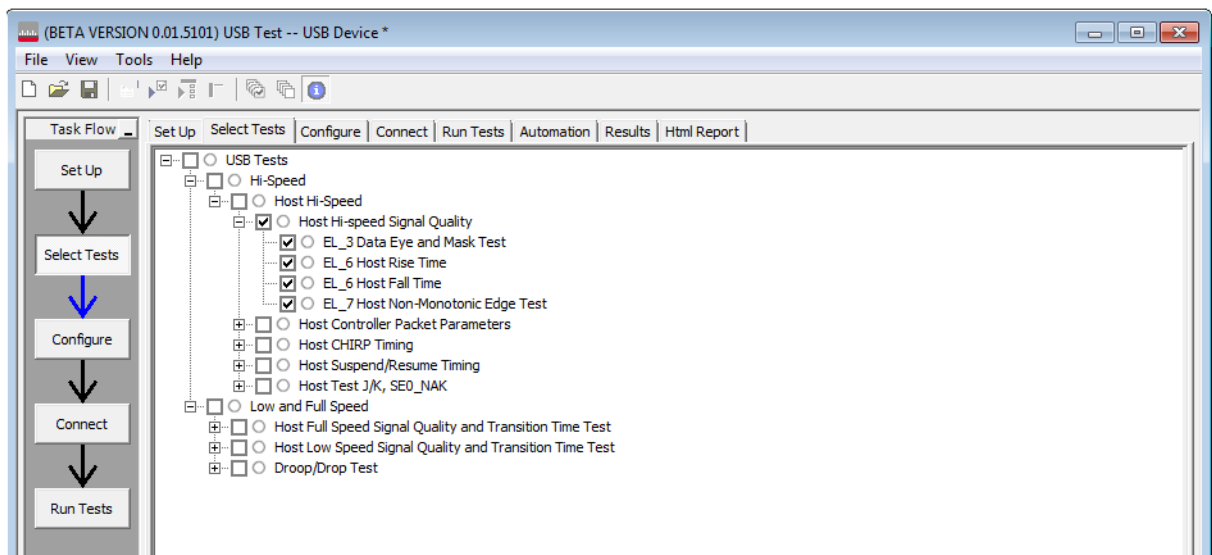 (BETA VERSION 0.01.5101) USB Test -- USB Device *
File View Tools Help
Task Flow
Set Up Select Tests Configure Connect Run Tests Automation Results Html Report
Set Up
Select Tests
Configure
Connect
Run Tests
USB Tests
Hi-Speed
Host Hi-Speed
Host Hi-speed Signal Quality
EL_3 Data Eye and Mask Test
EL_6 Host Rise Time
EL_6 Host Fall Time
EL_7 Host Non-Monotonic Edge Test
Host Controller Packet Parameters
Host CHIRP Timing
Host Suspend/Resume Timing
Host Test J/K, SE0_NAK
Low and Full Speed
Host Full Speed Signal Quality and Transition Time Test
Host Low Speed Signal Quality and Transition Time Test
Droop/Drop Test